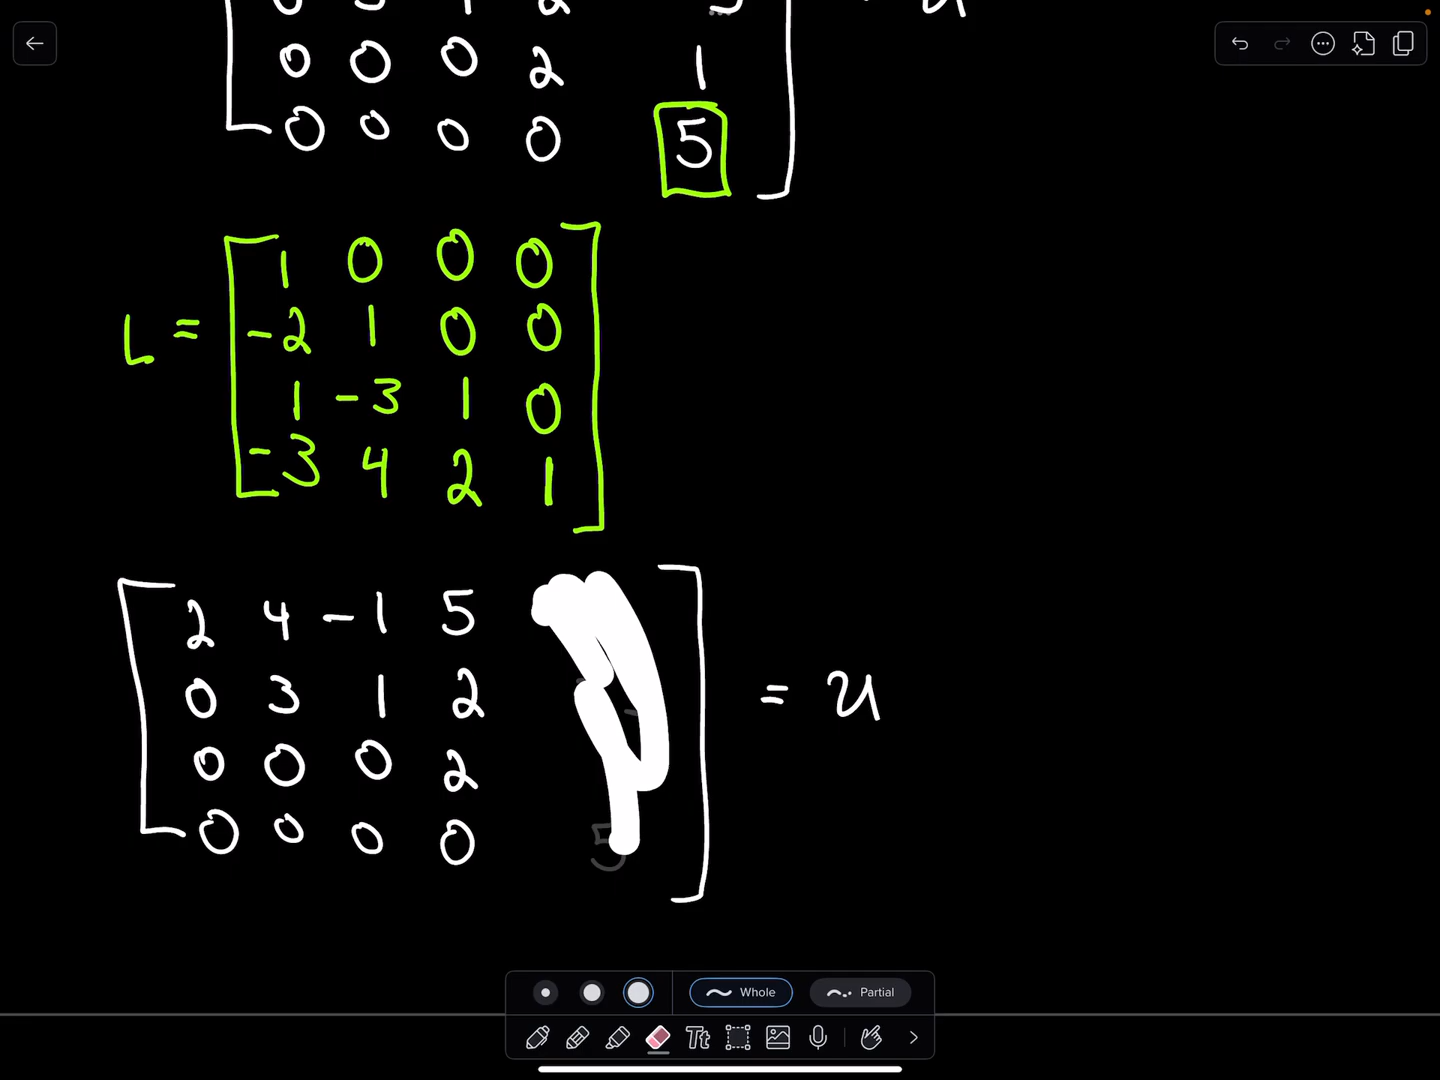 0 0 0 2 1
0 0 0 0 5
1 0 0 0
-2 1 0 0
L =
1 -3 1 0
-3 4 2 1
2 4 -1 5
0 3 1 2
= U
0 0 0 2
0 0 0 0 5
Whole Partial
Tt